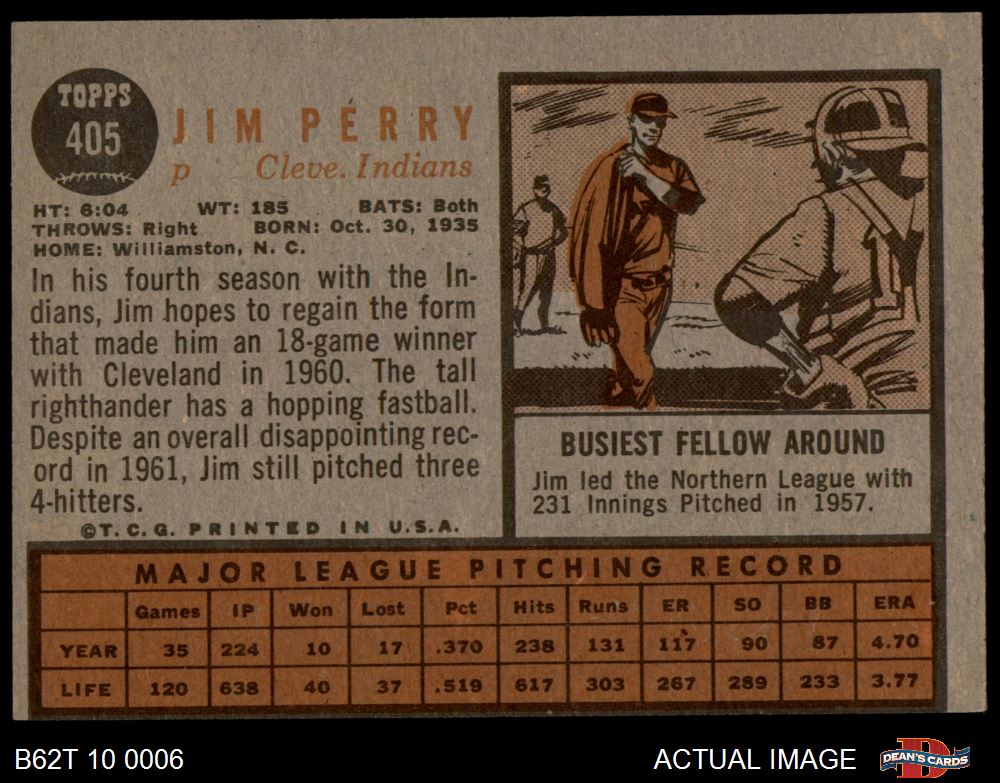 TOPPS
405
JIM PERRY
p Cleve. Indians
HT: 6:04 WT: 185 BATS: Both
THROWS: Right BORN: Oct. 30, 1935
HOME: Williamston, N. C.
In his fourth season with the In-
dians, Jim hopes to regain the form
that made him an 18-game winner
with Cleveland in 1960. The tall
righthander has a hopping fastball.
Despite an overall disappointing rec-
ord in 1961, Jim still pitched three
4-hitters.
©T.C.G. PRINTED IN U.S.A.
BUSIEST FELLOW AROUND
Jim led the Northern League with
231 Innings Pitched in 1957.
MAJOR LEAGUE PITCHING RECORD
Games IP Won Lost Pct Hits Runs ER SO BB ERA
YEAR 35 224 10 17 .370 238 131 117 90 87 4.70
LIFE 120 638 40 37 .519 617 303 267 289 233 3.77
B62T 10 0006 ACTUAL IMAGE DEAN'S CARDS